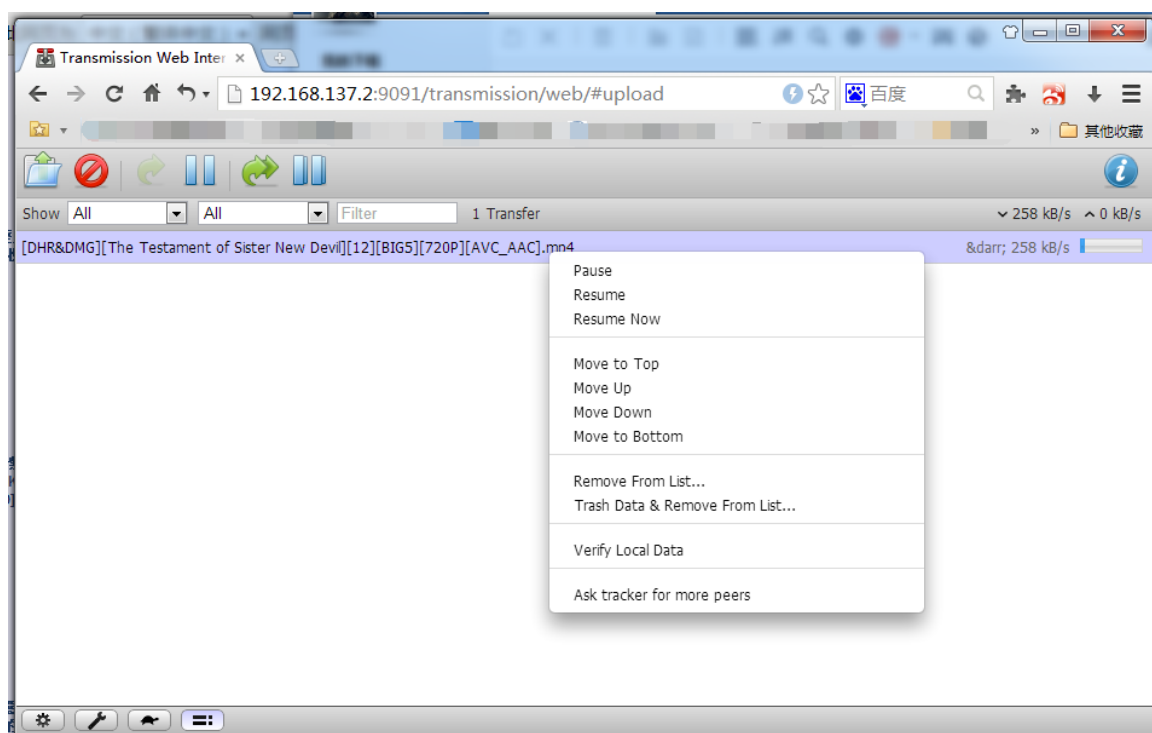 Transmission Web Inter
192.168.137.2:9091/transmission/web/#upload
百度
»
其他收藏
Show All All Filter 1 Transfer 258 kB/s 0 kB/s
[DHR&DMG][The Testament of Sister New Devil][12][BIG5][720P][AVC_AAC].mp4 &darr; 258 kB/s
Pause
Resume
Resume Now
Move to Top
Move Up
Move Down
Move to Bottom
Remove From List...
Trash Data & Remove From List...
Verify Local Data
Ask tracker for more peers